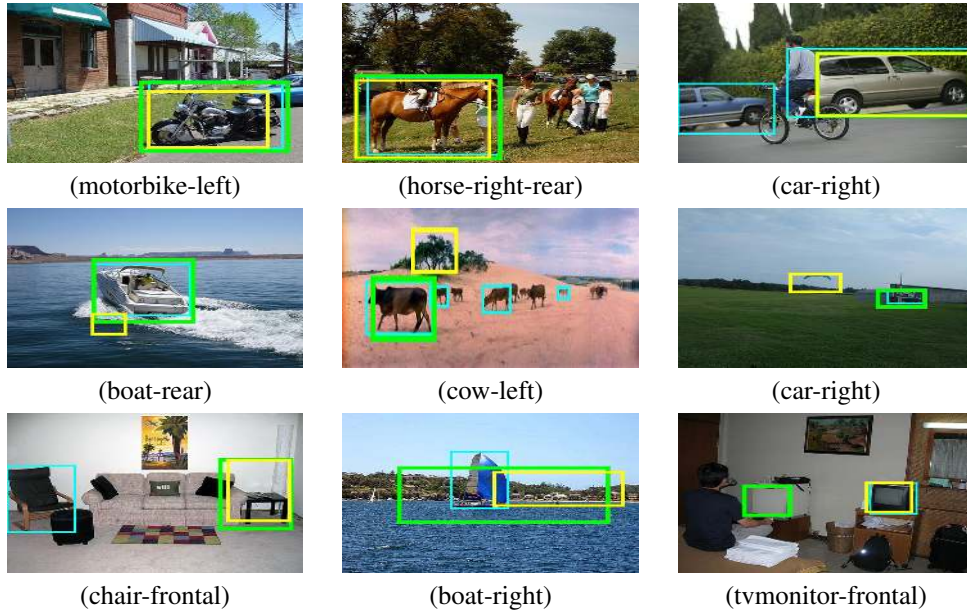 (motorbike-left)
(horse-right-rear)
(car-right)
(boat-rear)
(cow-left)
(car-right)
(chair-frontal)
(boat-right)
(tvmonitor-frontal)